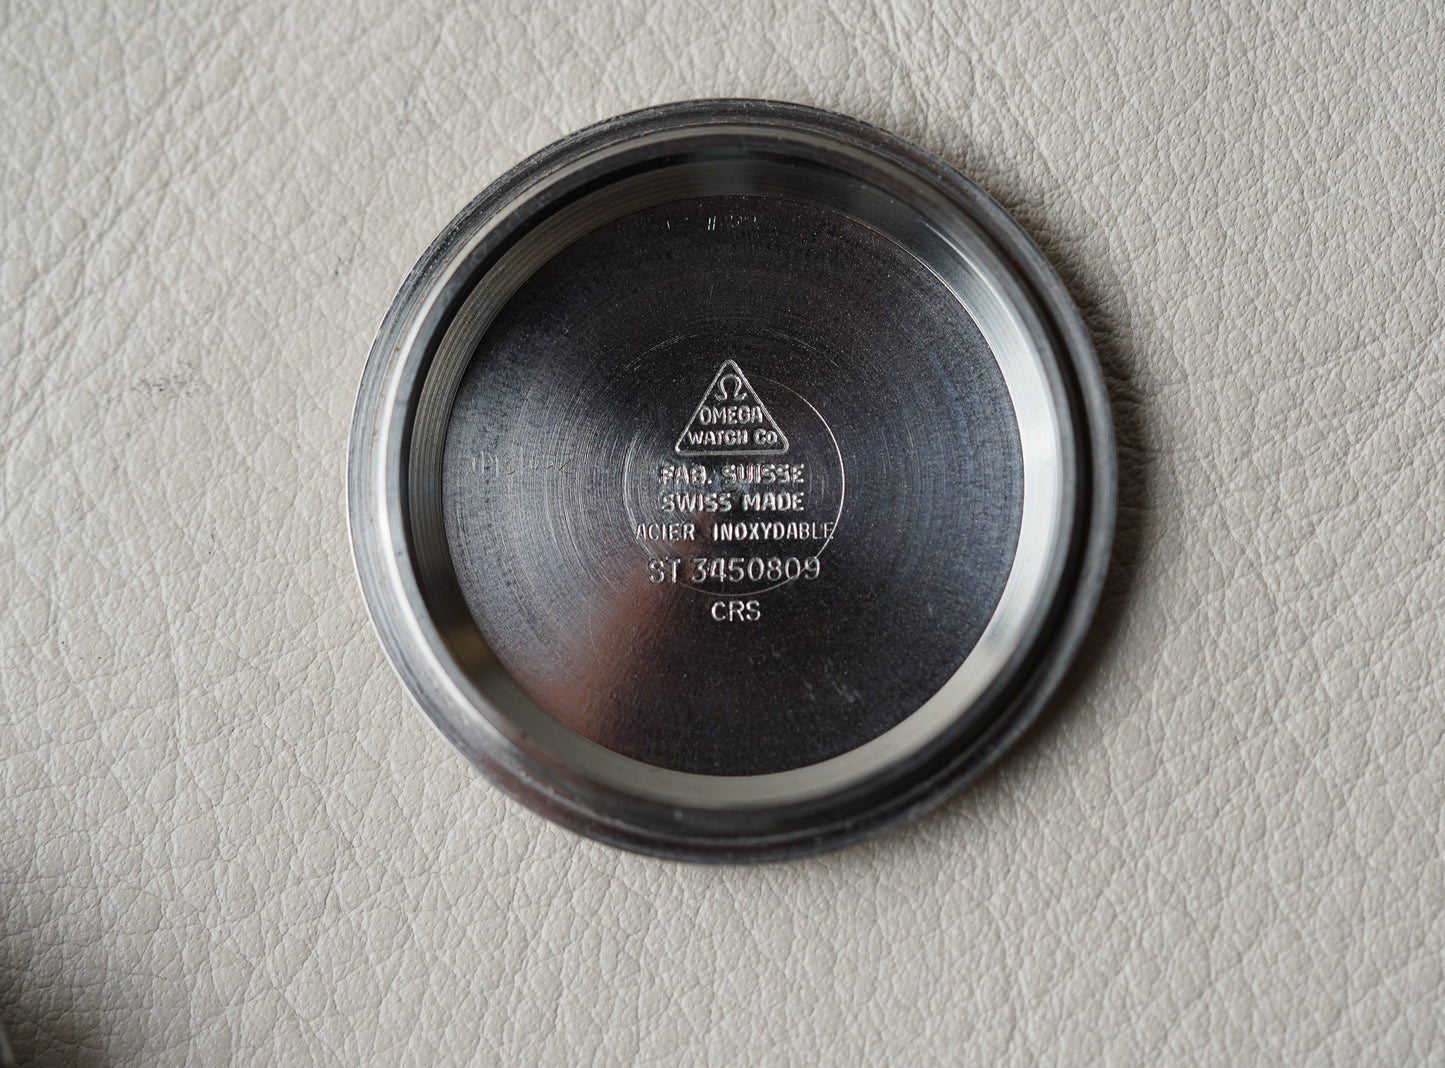 Ω
OMEGA
WATCH Co
FAB. SUISSE
SWISS MADE
ACIER INOXYDABLE
ST 3450809
CRS